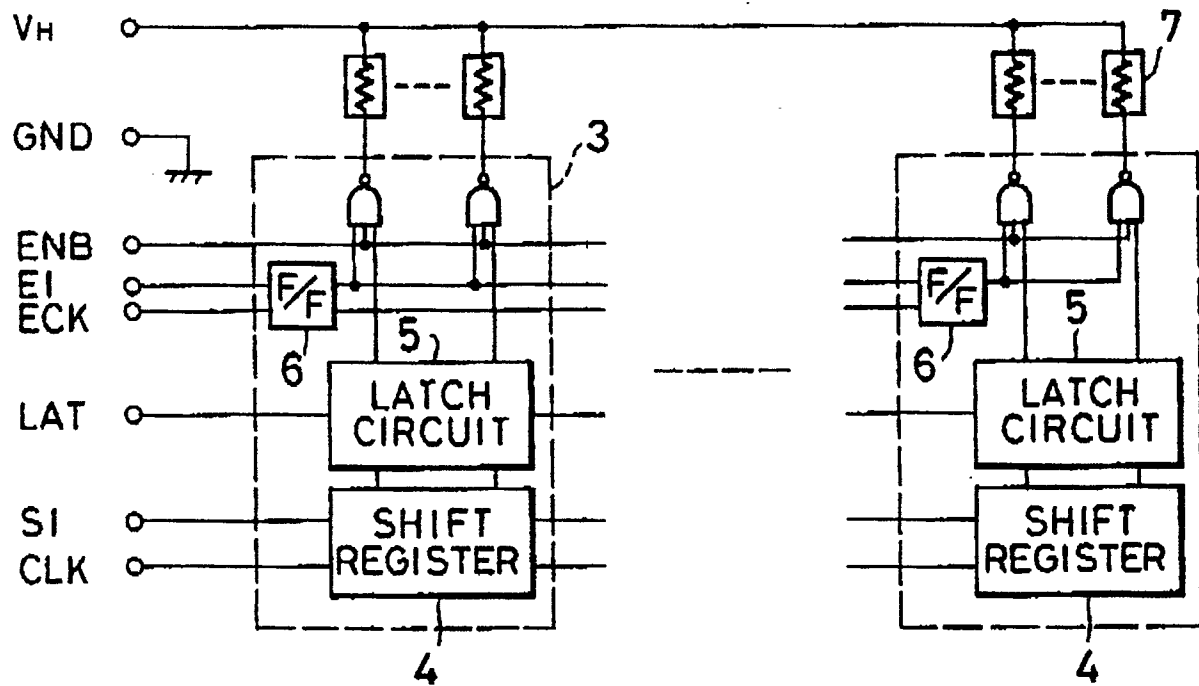 VH
7
GND
3
ENB
EI
F/F
F/F
ECK
5
5
6
6
LAT
LATCH
CIRCUIT
LATCH
CIRCUIT
SI
SHIFT
REGISTER
SHIFT
REGISTER
CLK
4
4